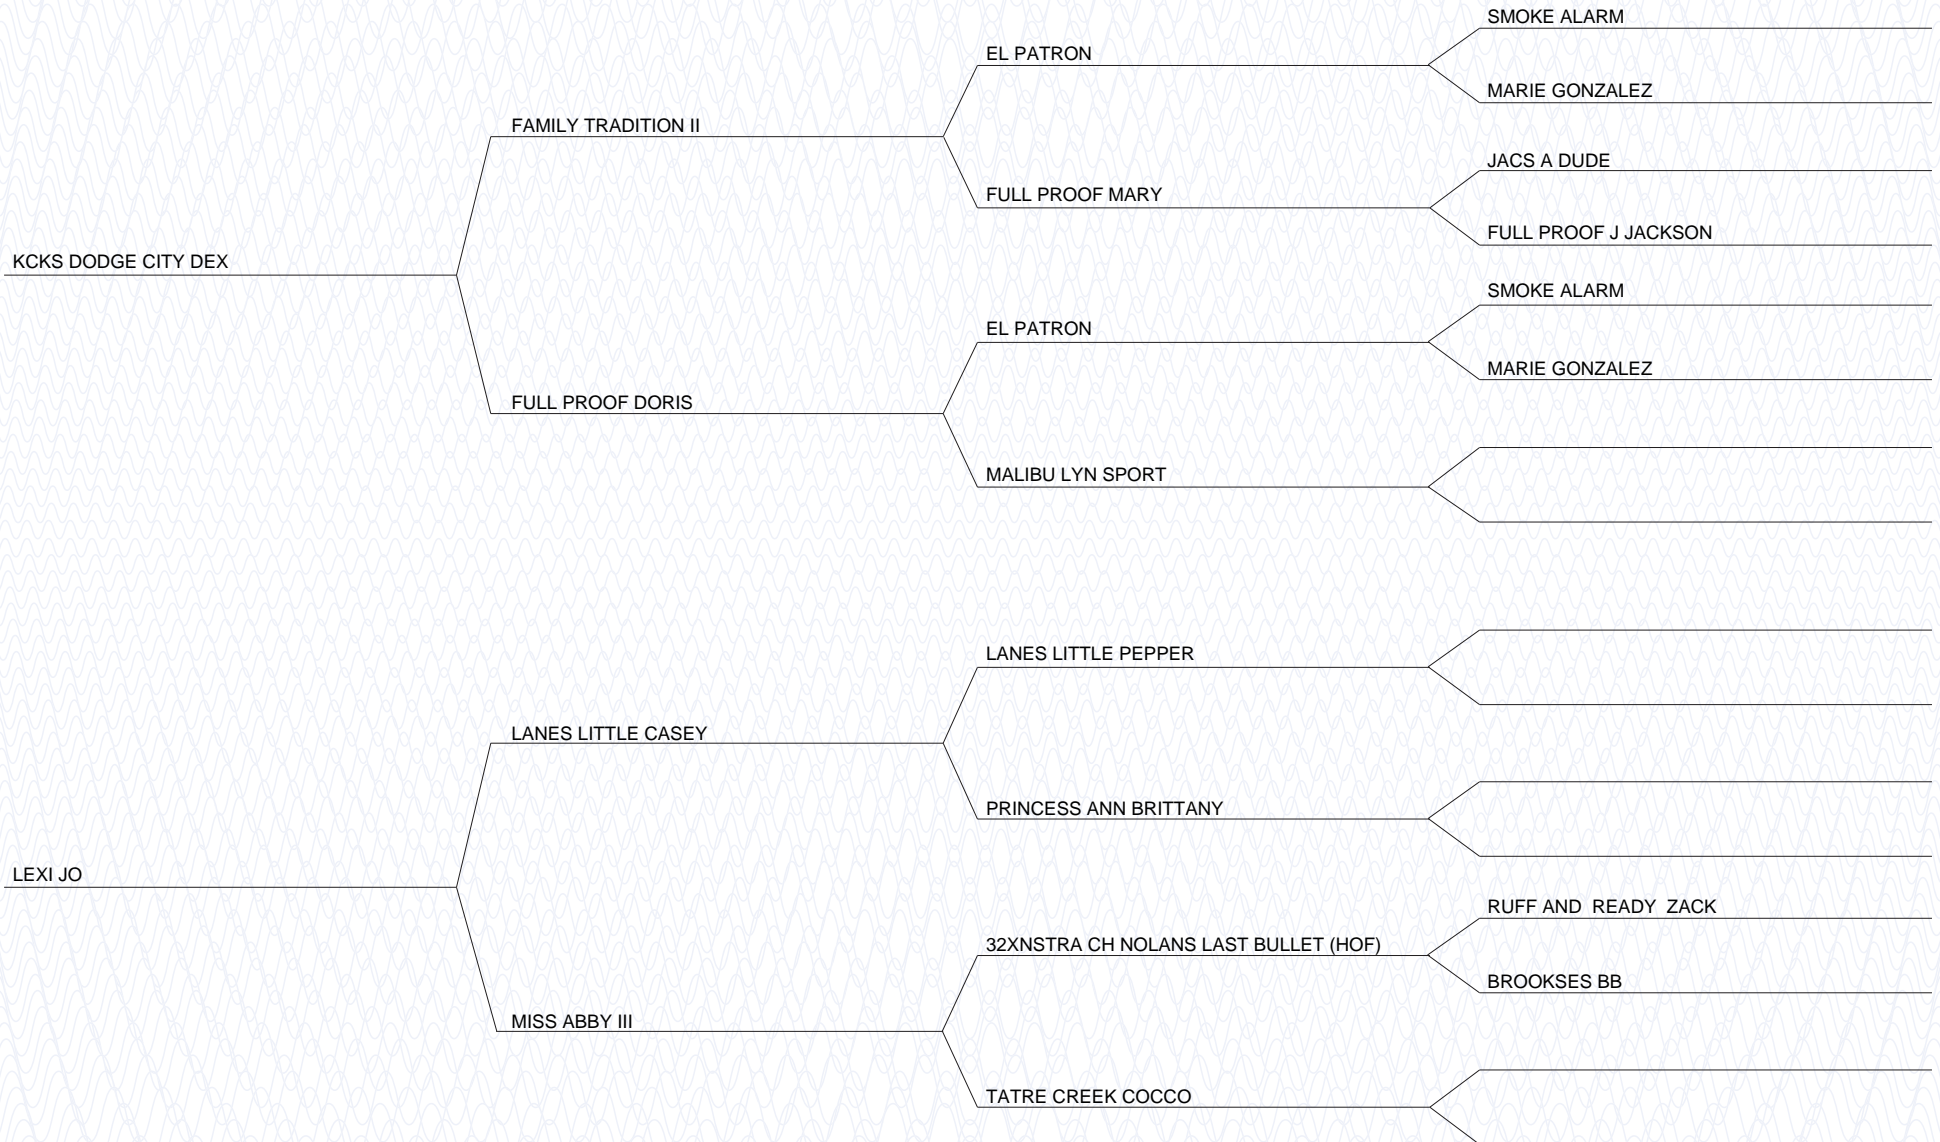 SMOKE ALARM
EL PATRON
MARIE GONZALEZ
FAMILY TRADITION II
JACS A DUDE
FULL PROOF MARY
FULL PROOF J JACKSON
KCKS DODGE CITY DEX
SMOKE ALARM
EL PATRON
MARIE GONZALEZ
FULL PROOF DORIS
MALIBU LYN SPORT
LANES LITTLE PEPPER
LANES LITTLE CASEY
PRINCESS ANN BRITTANY
LEXI JO
RUFF AND  READY  ZACK
32XNSTRA CH NOLANS LAST BULLET (HOF)
BROOKSES BB
MISS ABBY III
TATRE CREEK COCCO